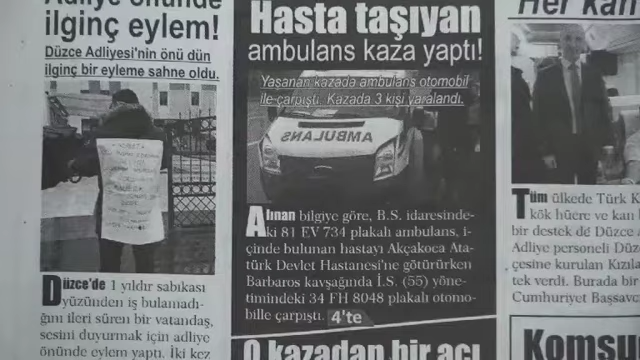 Adliye önünde
ilginç eylem!
Düzce Adliyesi'nin önü dün
ilginç bir eyleme sahne oldu.
Düzce'de 1 yıldır sabıkası
yüzünden iş bulamadı-
ğını ileri süren bir vatandaş,
sesini duyurmak için adliye
önünde eylem yaptı. İki kez
Hasta taşıyan
ambulans kaza yaptı!
Yaşanan kazada ambulans otomobil
ile çarpıştı. Kazada 3 kişi yaralandı.
AMBULANS
Alınan bilgiye göre, B.S. idaresinde-
ki 81 EV 734 plakalı ambulans, i-
çinde bulunan hastayı Akçakoca Ata-
türk Devlet Hastanesi'ne götürürken
Barbaros kavşağında İ.S. (55) yöne-
timindeki 34 FH 8048 plakalı otomo-
bille çarpıştı. 4'te
O kazadan bir acı
Her kan
Tüm ülkede Türk K
kök hücre ve kan
bir destek de Düzce A
Adliye personeli Düz
çesine kurulan Kızıla
tek verdi. Burada bir
Cumhuriyet Başsavc
Komşu